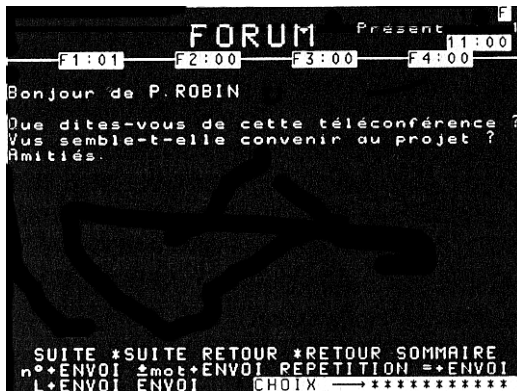 F
FORUM Présent
11:00
F1:01 F2:00 F3:00 F4:00
Bonjour de P.ROBIN
Que dites-vous de cette téléconférence ?
Vus semble-t-elle convenir au projet ?
Amitiés.
SUITE *SUITE RETOUR *RETOUR SOMMAIRE
n°+ENVOI ±mot+ENVOI REPETITION =+ENVOI
L+ENVOI ENVOI CHOIX → **********